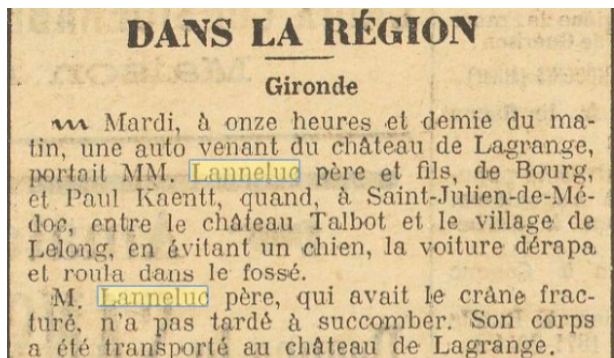 DANS LA RÉGION
Gironde
Mardi, à onze heures et demie du ma-
tin, une auto venant du château de Lagrange,
portait MM. Lanneluc père et fils, de Bourg,
et Paul Kaentt, quand, à Saint-Julien-de-Mé-
doc, entre le château Talbot et le village de
Lelong, en évitant un chien, la voiture dérapa
et roula dans le fossé.
M. Lanneluc père, qui avait le crâne frac-
turé, n'a pas tardé à succomber. Son corps
a été transporté au château de Lagrange.